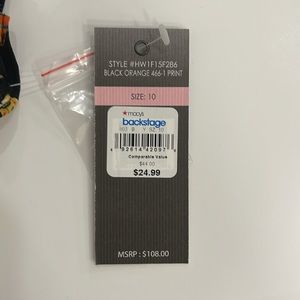 STYLE #HW1F15F2B6
BLACK ORANGE 466-1 PRINT
SIZE: 10
★macys
backstage
Comparable Value
$44.00
$24.99
MSRP : $108.00